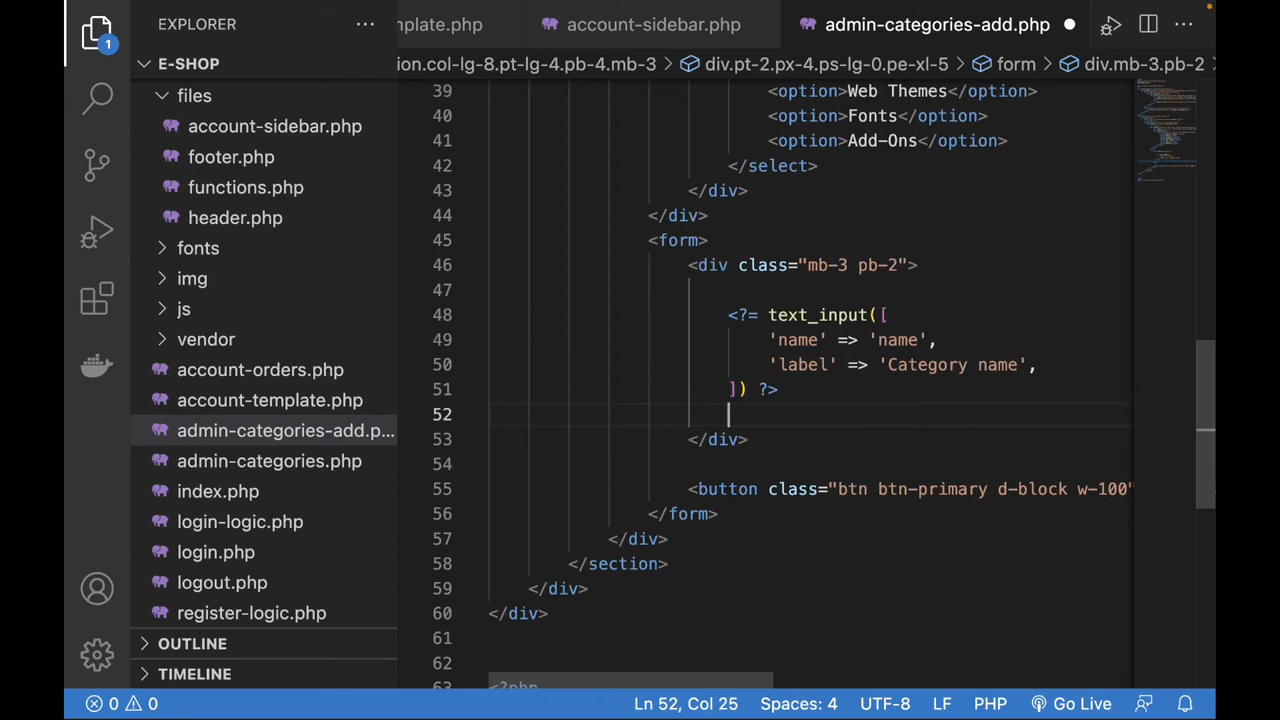 EXPLORER
template.php
account-sidebar.php
admin-categories-add.php
1
E-SHOP
ion.col-lg-8.pt-lg-4.pb-4.mb-3 > div.pt-2.px-4.ps-lg-0.pe-xl-5 > form > div.mb-3.pb-2 >
files
account-sidebar.php
footer.php
functions.php
header.php
fonts
img
js
vendor
account-orders.php
account-template.php
admin-categories-add.p...
admin-categories.php
index.php
login-logic.php
login.php
logout.php
register-logic.php
OUTLINE
TIMELINE
39 <option>Web Themes</option>
40 <option>Fonts</option>
41 <option>Add-Ons</option>
42 </select>
43 </div>
44 </div>
45 <form>
46 <div class="mb-3 pb-2">
47
48 <?= text_input([
49 'name' => 'name',
50 'label' => 'Category name',
51 ]) ?>
52
53 </div>
54
55 <button class="btn btn-primary d-block w-100"
56 </form>
57 </div>
58 </section>
59 </div>
60 </div>
61
62
63 <?php
0 0
Ln 52, Col 25
Spaces: 4
UTF-8
LF
PHP
Go Live